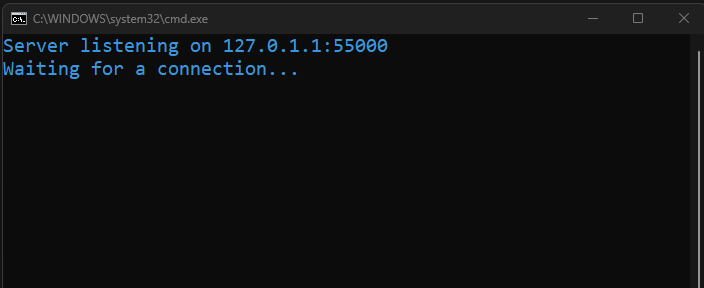 C:\WINDOWS\system32\cmd.exe
Server listening on 127.0.1.1:55000
Waiting for a connection...